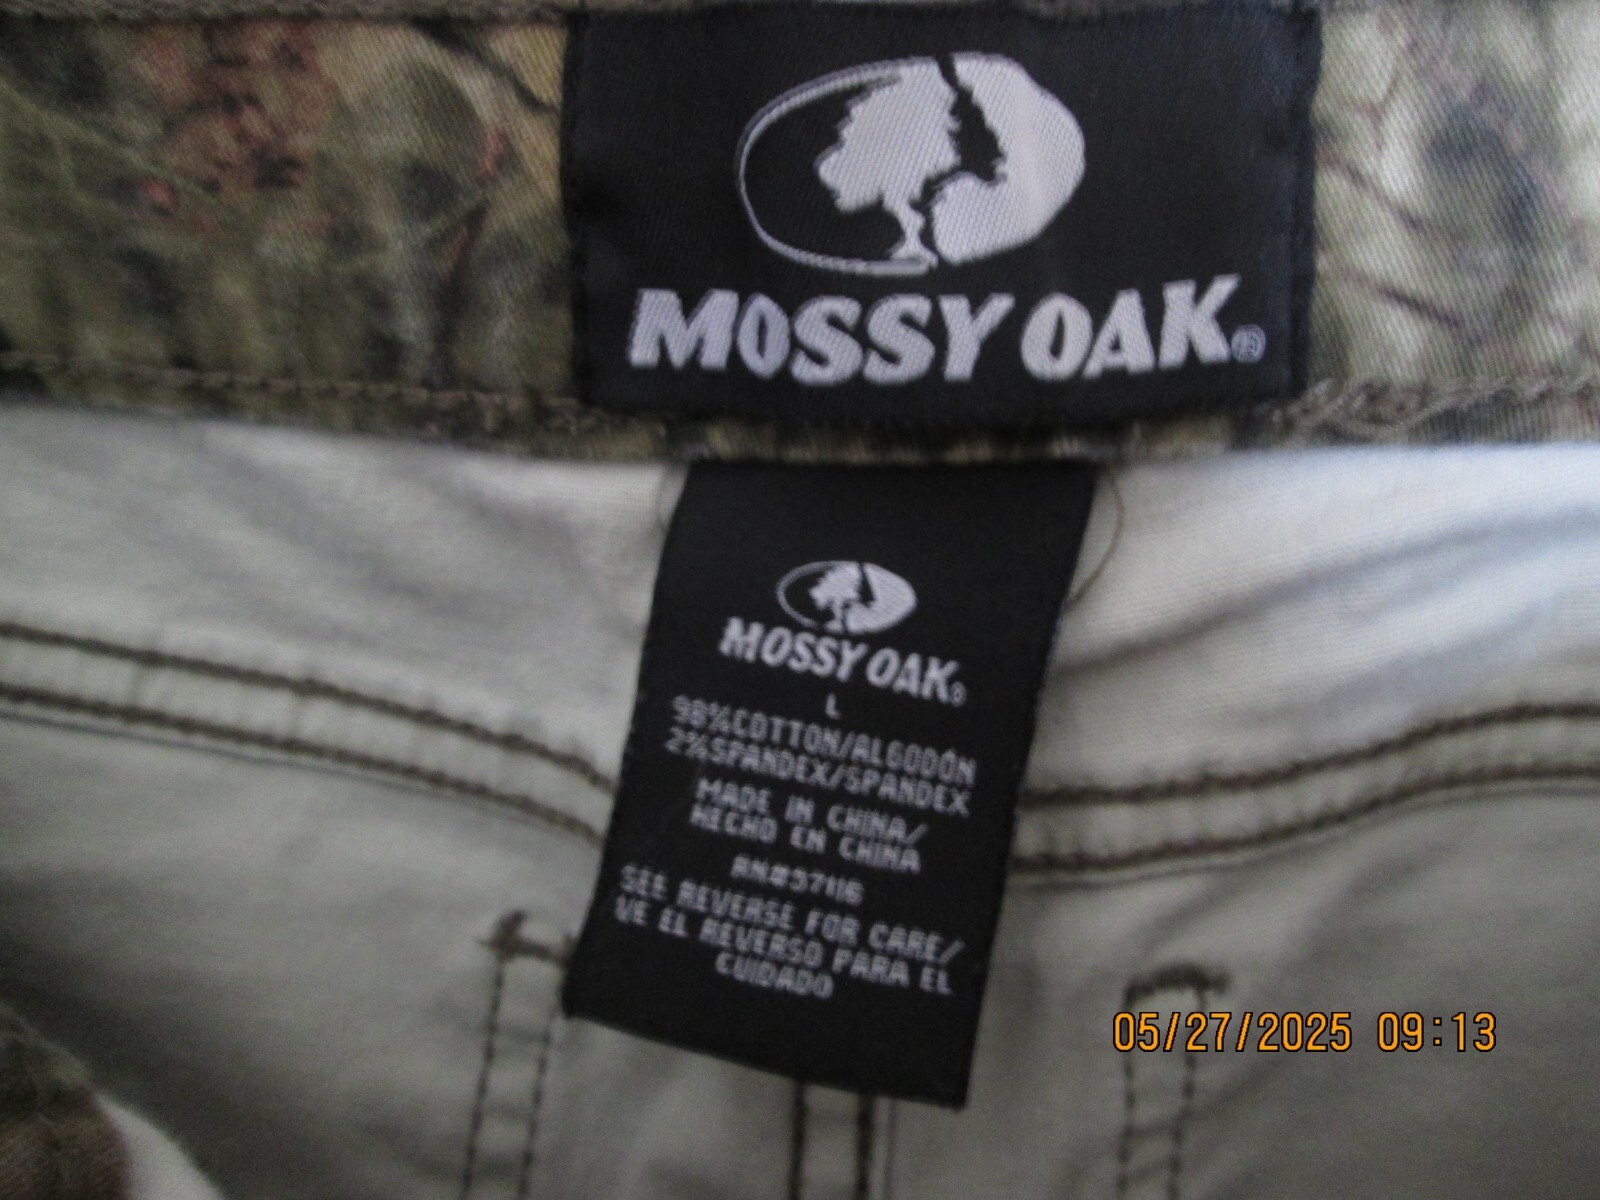 MOSSY OAK®
MOSSY OAK®
L
98%COTTON/ALGODÓN
2%SPANDEX/SPANDEX
MADE IN CHINA/
HECHO EN CHINA
RN#37116
SEE REVERSE FOR CARE/
VE EL REVERSO PARA EL
CUIDADO
05/27/2025 09:13